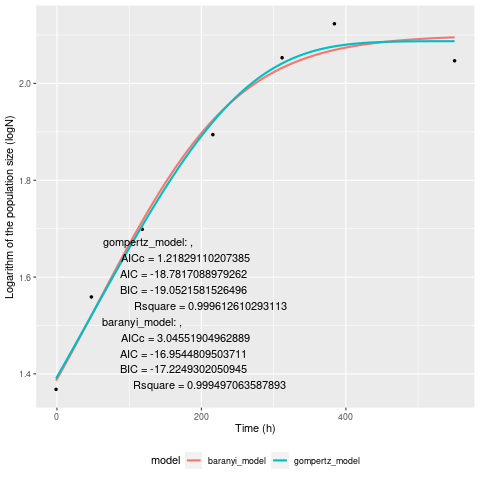 2.0
1.8
1.6
1.4
Logarithm of the population size (logN)
gompertz_model: ,
AICc = 1.21829110207385
AIC = -18.7817088979262
BIC = -19.0521581526496
Rsquare = 0.999612610293113
baranyi_model: ,
AICc = 3.04551904962889
AIC = -16.9544809503711
BIC = -17.2249302050945
Rsquare = 0.999497063587893
0 200 400
Time (h)
model baranyi_model gompertz_model